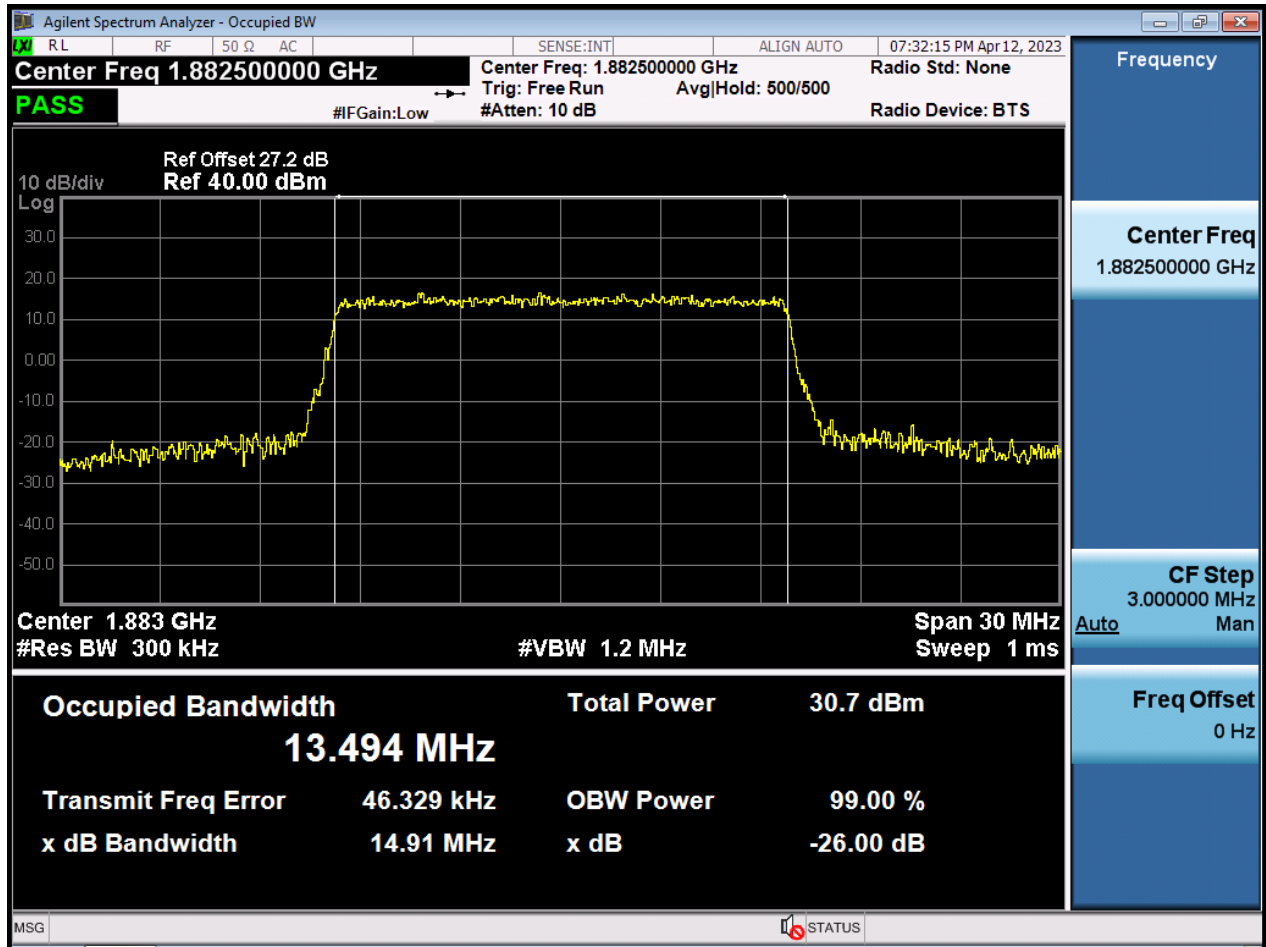 Agilent Spectrum Analyzer - Occupied BW
LXI RL RF 50 Ω AC SENSE:INT ALIGN AUTO 07:32:15 PM Apr 12, 2023
Center Freq 1.882500000 GHz
PASS
#IFGain:Low
Center Freq: 1.882500000 GHz
Trig: Free Run Avg|Hold: 500/500
#Atten: 10 dB
Radio Std: None
Radio Device: BTS
Ref Offset 27.2 dB
10 dB/div Ref 40.00 dBm
Log
30.0
20.0
10.0
0.00
-10.0
-20.0
-30.0
-40.0
-50.0
Center 1.883 GHz Span 30 MHz
#Res BW 300 kHz #VBW 1.2 MHz Sweep 1 ms
Occupied Bandwidth Total Power 30.7 dBm
13.494 MHz
Transmit Freq Error 46.329 kHz OBW Power 99.00 %
x dB Bandwidth 14.91 MHz x dB -26.00 dB
Frequency
Center Freq
1.882500000 GHz
CF Step
3.000000 MHz
Auto Man
Freq Offset
0 Hz
MSG STATUS